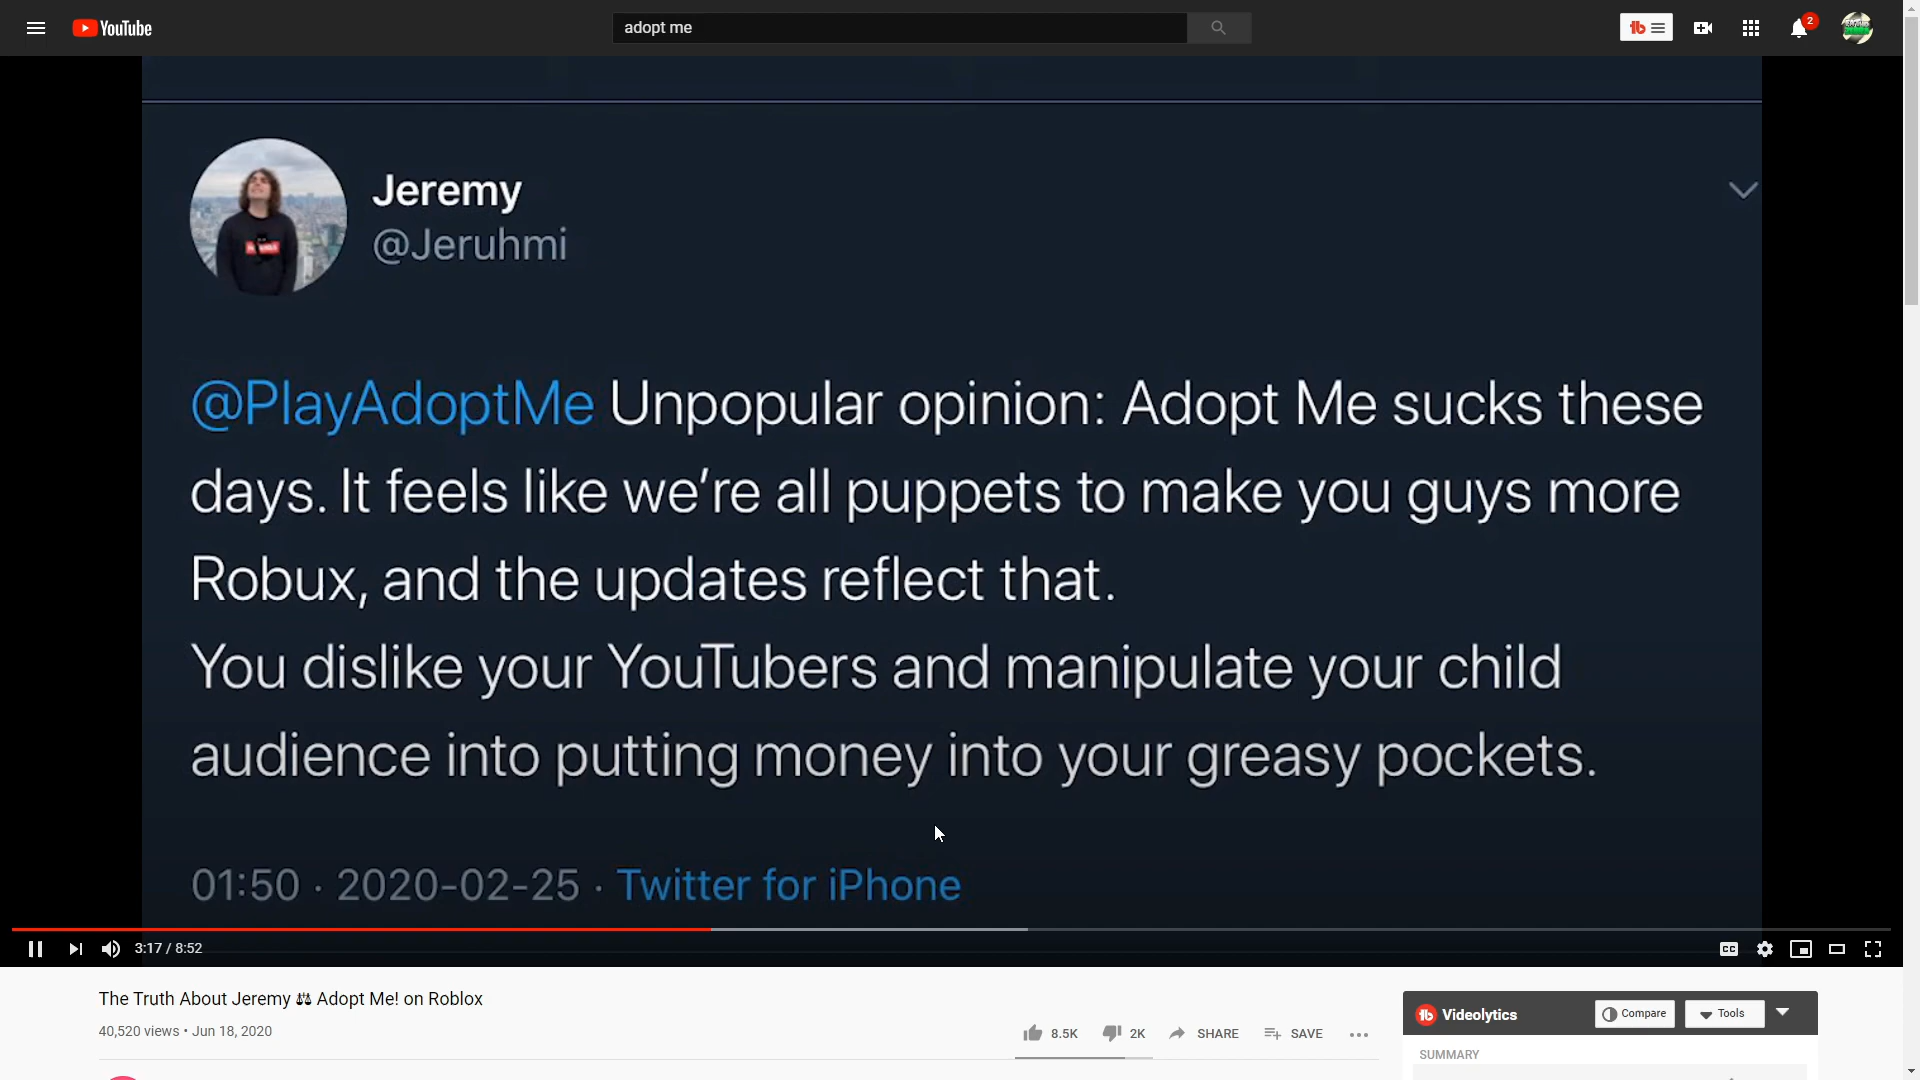 YouTube
adopt me
2
Jeremy
@Jeruhmi
@PlayAdoptMe Unpopular opinion: Adopt Me sucks these
days. It feels like we're all puppets to make you guys more
Robux, and the updates reflect that.
You dislike your YouTubers and manipulate your child
audience into putting money into your greasy pockets.
01:50 · 2020-02-25 · Twitter for iPhone
3:17 / 8:52
CC
The Truth About Jeremy ⚖ Adopt Me! on Roblox
40,520 views • Jun 18, 2020
8.5K
2K
SHARE
SAVE
Videolytics
Compare
Tools
SUMMARY